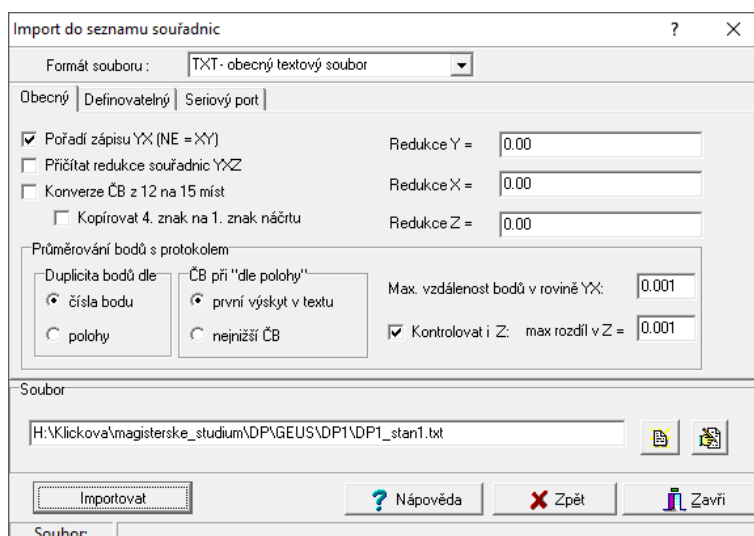 Import do seznamu souřadnic
Formát souboru :
TXT- obecný textový soubor
Obecný
Definovatelný
Seriový port
Pořadí zápisu YX (NE = XY)
Přičítat redukce souřadnic YXZ
Konverze ČB z 12 na 15 míst
Kopírovat 4. znak na 1. znak náčrtu
Redukce Y =
0.00
Redukce X =
0.00
Redukce Z =
0.00
Průměrování bodů s protokolem
Duplicita bodů dle
čísla bodu
polohy
ČB při "dle polohy"
první výskyt v textu
nejnižší ČB
Max. vzdálenost bodů v rovině YX:
0.001
Kontrolovat i Z:
max rozdíl v Z =
0.001
Soubor
H:\Klickova\magisterske_studium\DP\GEUS\DP1\DP1_stan1.txt
Importovat
Nápověda
Zpět
Zavři
Soubor: